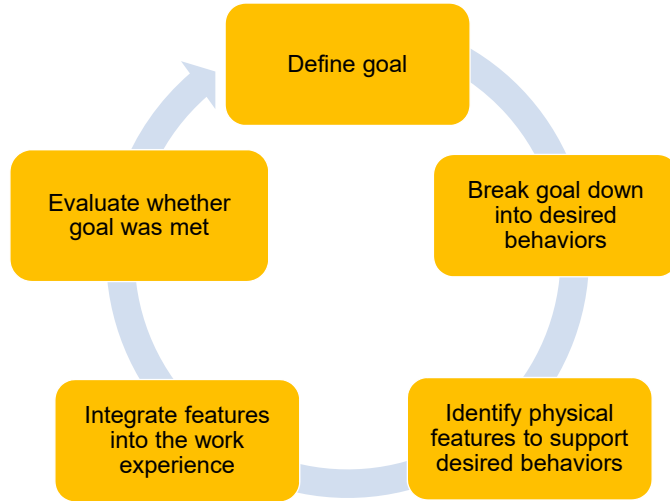 Define goal
Break goal down
into desired
behaviors
Identify physical
features to support
desired behaviors
Integrate features
into the work
experience
Evaluate whether
goal was met